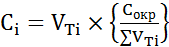 Cᵢ = V_Tᵢ × {C_окр / ∑V_Tᵢ}